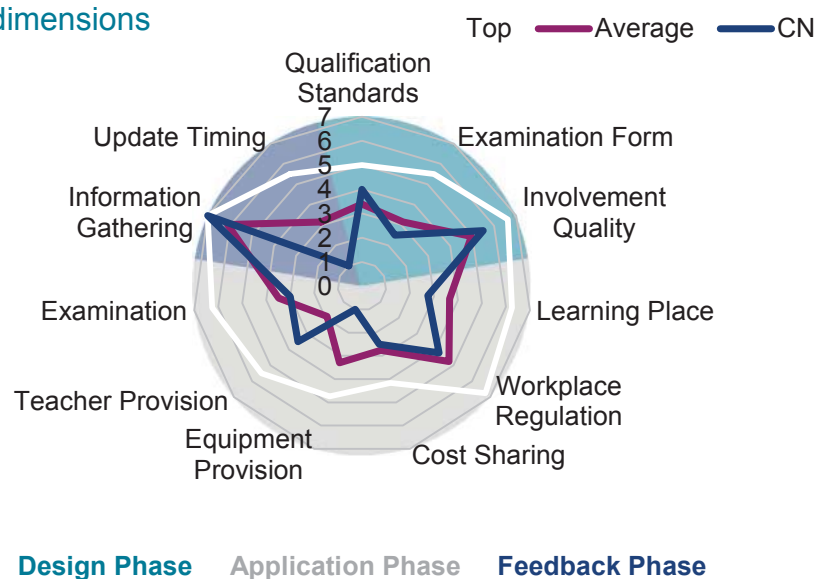 dimensions
Top Average CN
Qualification
Standards
Examination Form
Involvement
Quality
Learning Place
Workplace
Regulation
Cost Sharing
Equipment
Provision
Teacher Provision
Examination
Information
Gathering
Update Timing
7
6
5
4
3
2
1
0
Design Phase Application Phase Feedback Phase